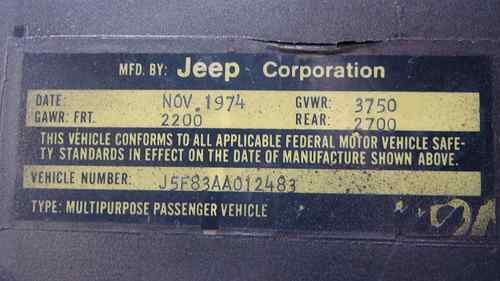 MFD. BY: Jeep Corporation
DATE: NOV. 1974 GVWR: 3750
GAWR: FRT. 2200 REAR: 2700
THIS VEHICLE CONFORMS TO ALL APPLICABLE FEDERAL MOTOR VEHICLE SAFE-
TY STANDARDS IN EFFECT ON THE DATE OF MANUFACTURE SHOWN ABOVE.
VEHICLE NUMBER: J5F83AA012483
TYPE: MULTIPURPOSE PASSENGER VEHICLE